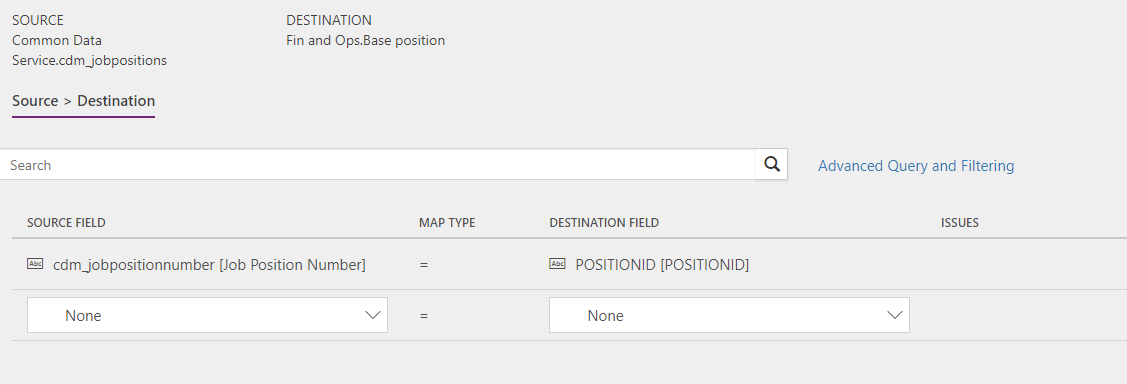 SOURCE
Common Data
Service.cdm_jobpositions
DESTINATION
Fin and Ops.Base position
Source > Destination
Search
Advanced Query and Filtering
SOURCE FIELD MAP TYPE DESTINATION FIELD ISSUES
Abc cdm_jobpositionnumber [Job Position Number] = Abc POSITIONID [POSITIONID]
None = None